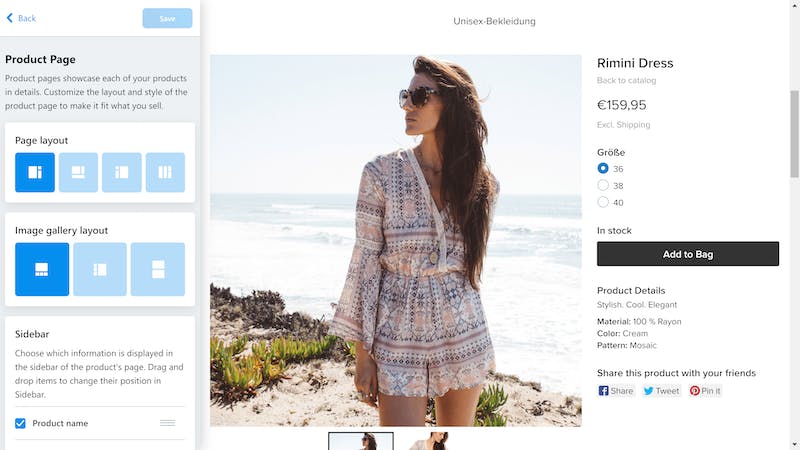 Back
Save
Product Page
Product pages showcase each of your products
in details. Customize the layout and style of the
product page to make it fit what you sell.
Page layout
Image gallery layout
Sidebar
Choose which information is displayed in
the sidebar of the product's page. Drag and
drop items to change their position in
Sidebar.
Product name
Unisex-Bekleidung
Rimini Dress
Back to catalog
€159,95
Excl. Shipping
Größe
36
38
40
In stock
Add to Bag
Product Details
Stylish. Cool. Elegant
Material: 100 % Rayon
Color: Cream
Pattern: Mosaic
Share this product with your friends
Share Tweet Pin it